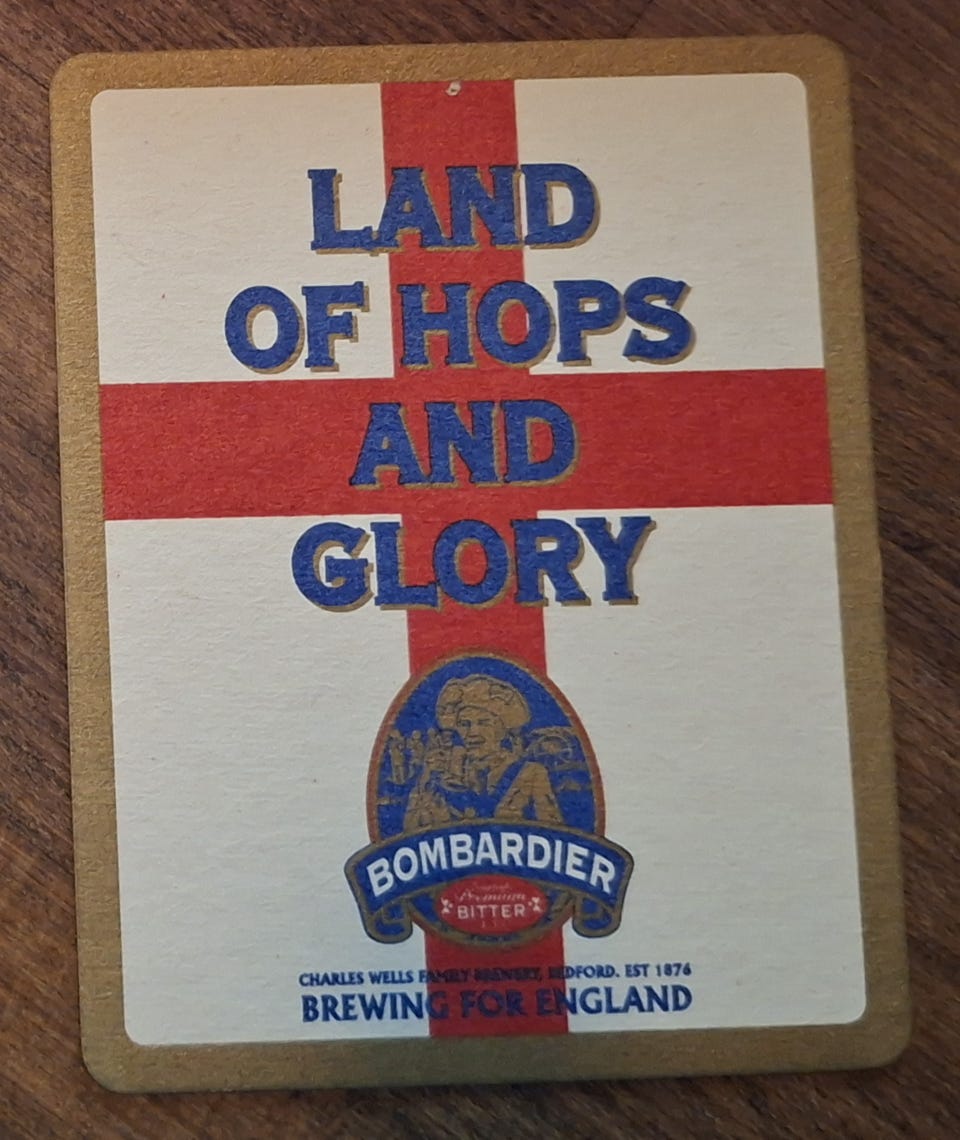 LAND
OF HOPS
AND
GLORY
BOMBARDIER
Premium
BITTER
CHARLES WELLS FAMILY BREWERY, BEDFORD. EST 1876
BREWING FOR ENGLAND